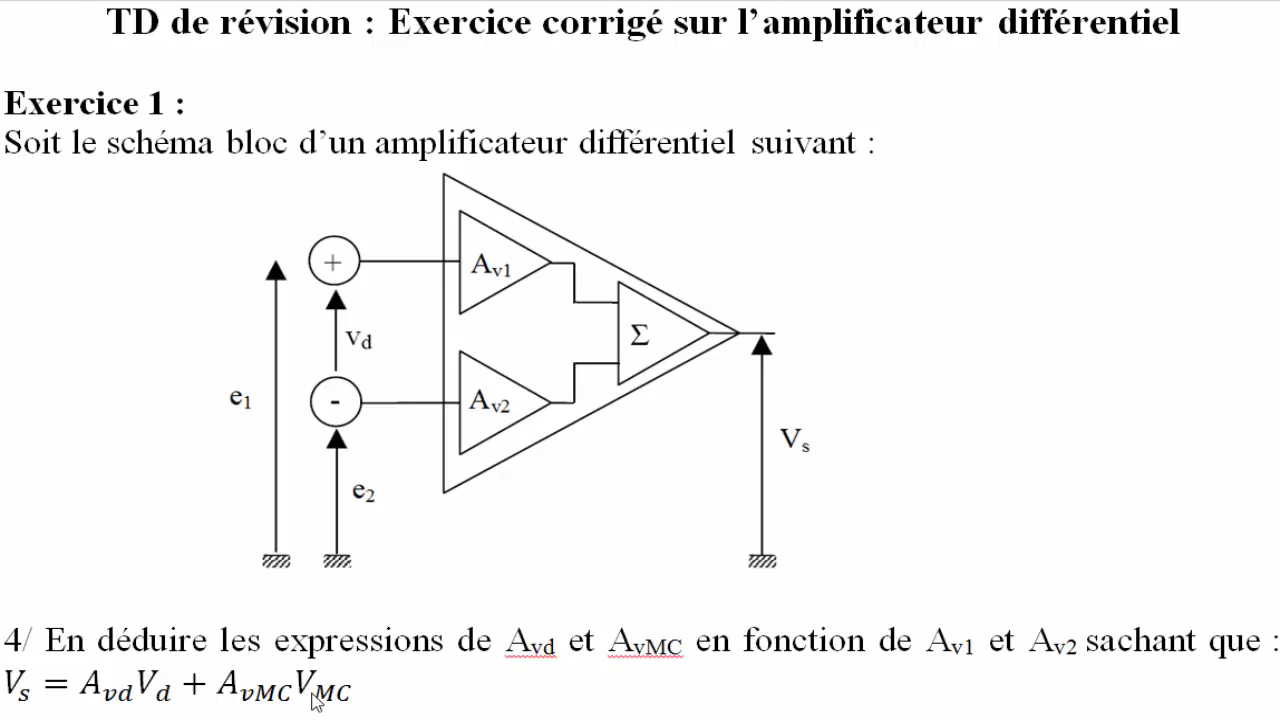 TD de révision : Exercice corrigé sur l’amplificateur différentiel
Exercice 1 :
Soit le schéma bloc d’un amplificateur différentiel suivant :
+
Av1
vd
Σ
e1
-
Av2
Vs
e2
4/ En déduire les expressions de Avd et AvMC en fonction de Av1 et Av2 sachant que :
Vs = AvdVd + AvMCVMC